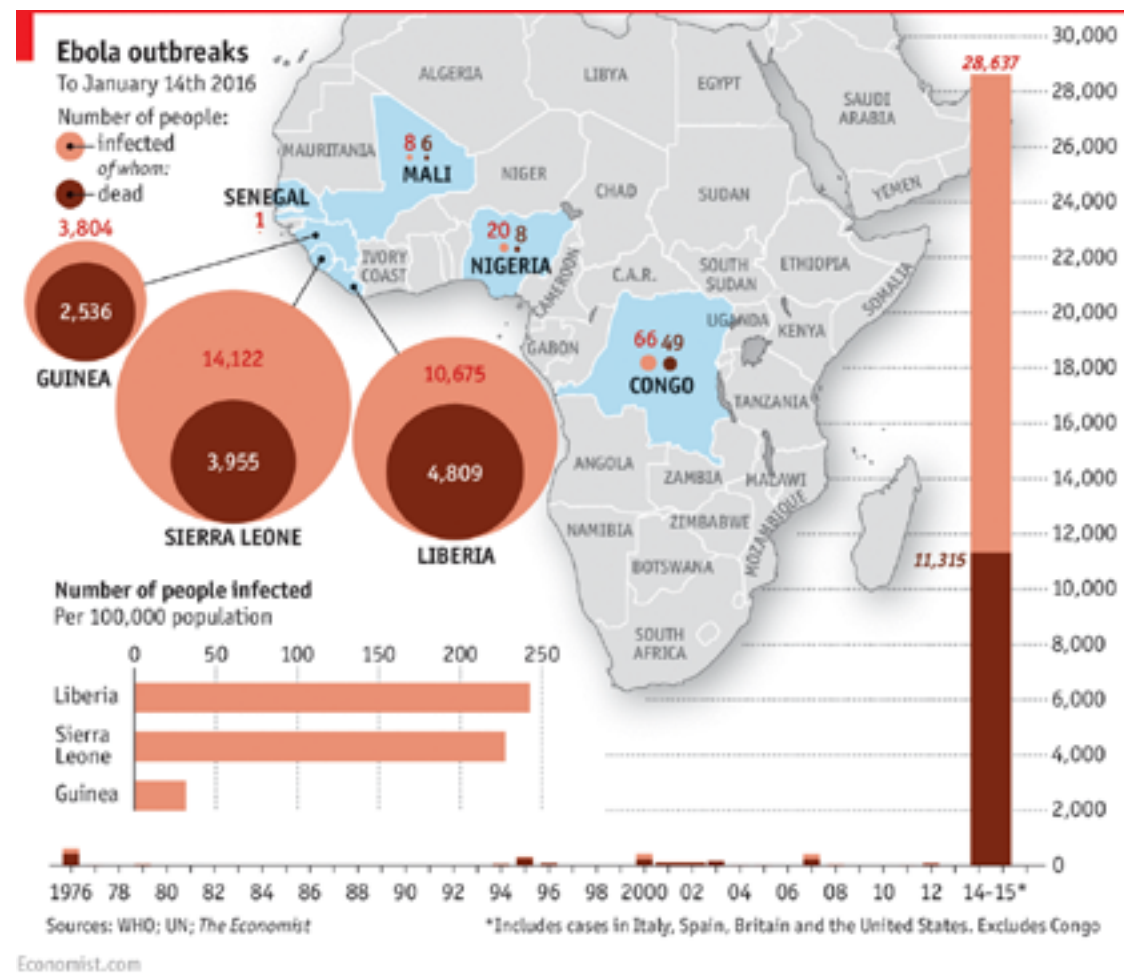 Ebola outbreaks
To January 14th 2016
Number of people:
infected
of whom:
dead
3,804
2,536
GUINEA
14,122
3,955
SIERRA LEONE
10,675
4,809
LIBERIA
SENEGAL
1
8 6
MALI
20 8
NIGERIA
66 49
CONGO
ALGERIA
LIBYA
EGYPT
SAUDI
ARABIA
MAURITANIA
NIGER
CHAD
SUDAN
YEMEN
IVORY
COAST
CAMEROON
C.A.R.
SOUTH
SUDAN
ETHIOPIA
SOMALIA
UGANDA
KENYA
GABON
TANZANIA
ANGOLA
ZAMBIA
MALAWI
MOZAMBIQUE
NAMIBIA
ZIMBABWE
BOTSWANA
SOUTH
AFRICA
30,000
28,637
28,000
26,000
24,000
22,000
20,000
18,000
16,000
14,000
12,000
11,315
10,000
8,000
6,000
4,000
2,000
0
Number of people infected
Per 100,000 population
0 50 100 150 200 250
Liberia
Sierra
Leone
Guinea
1976 78 80 82 84 86 88 90 92 94 96 98 2000 02 04 06 08 10 12 14-15*
Sources: WHO; UN; The Economist
*Includes cases in Italy, Spain, Britain and the United States. Excludes Congo
Economist.com